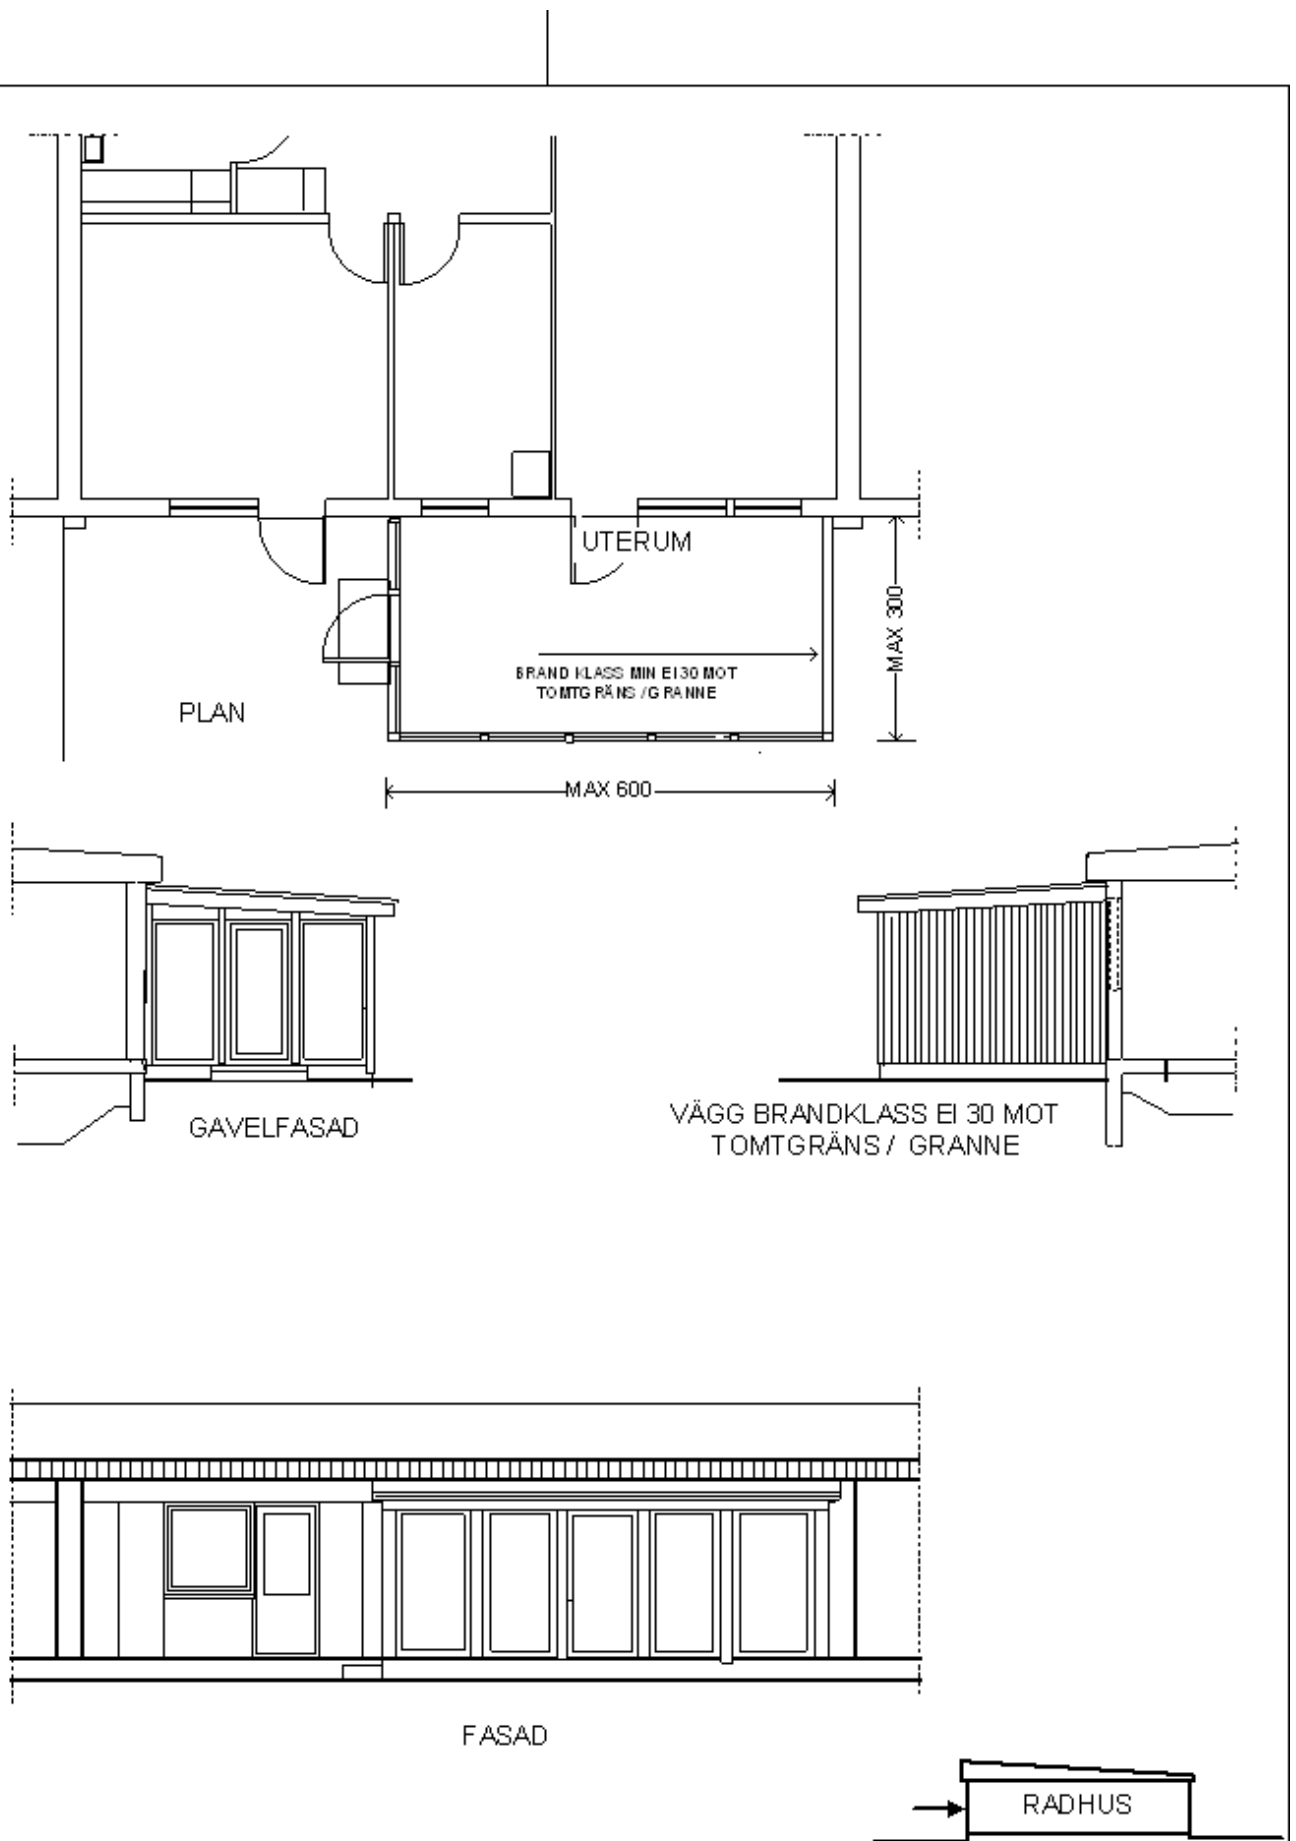 UTERUM
MAX 300
BRAND KLASS MIN EI 30 MOT
TOMTGRÄNS / GRANNE
PLAN
MAX 600
GAVELFASAD
VÄGG BRANDKLASS EI 30 MOT
TOMTGRÄNS / GRANNE
FASAD
RADHUS